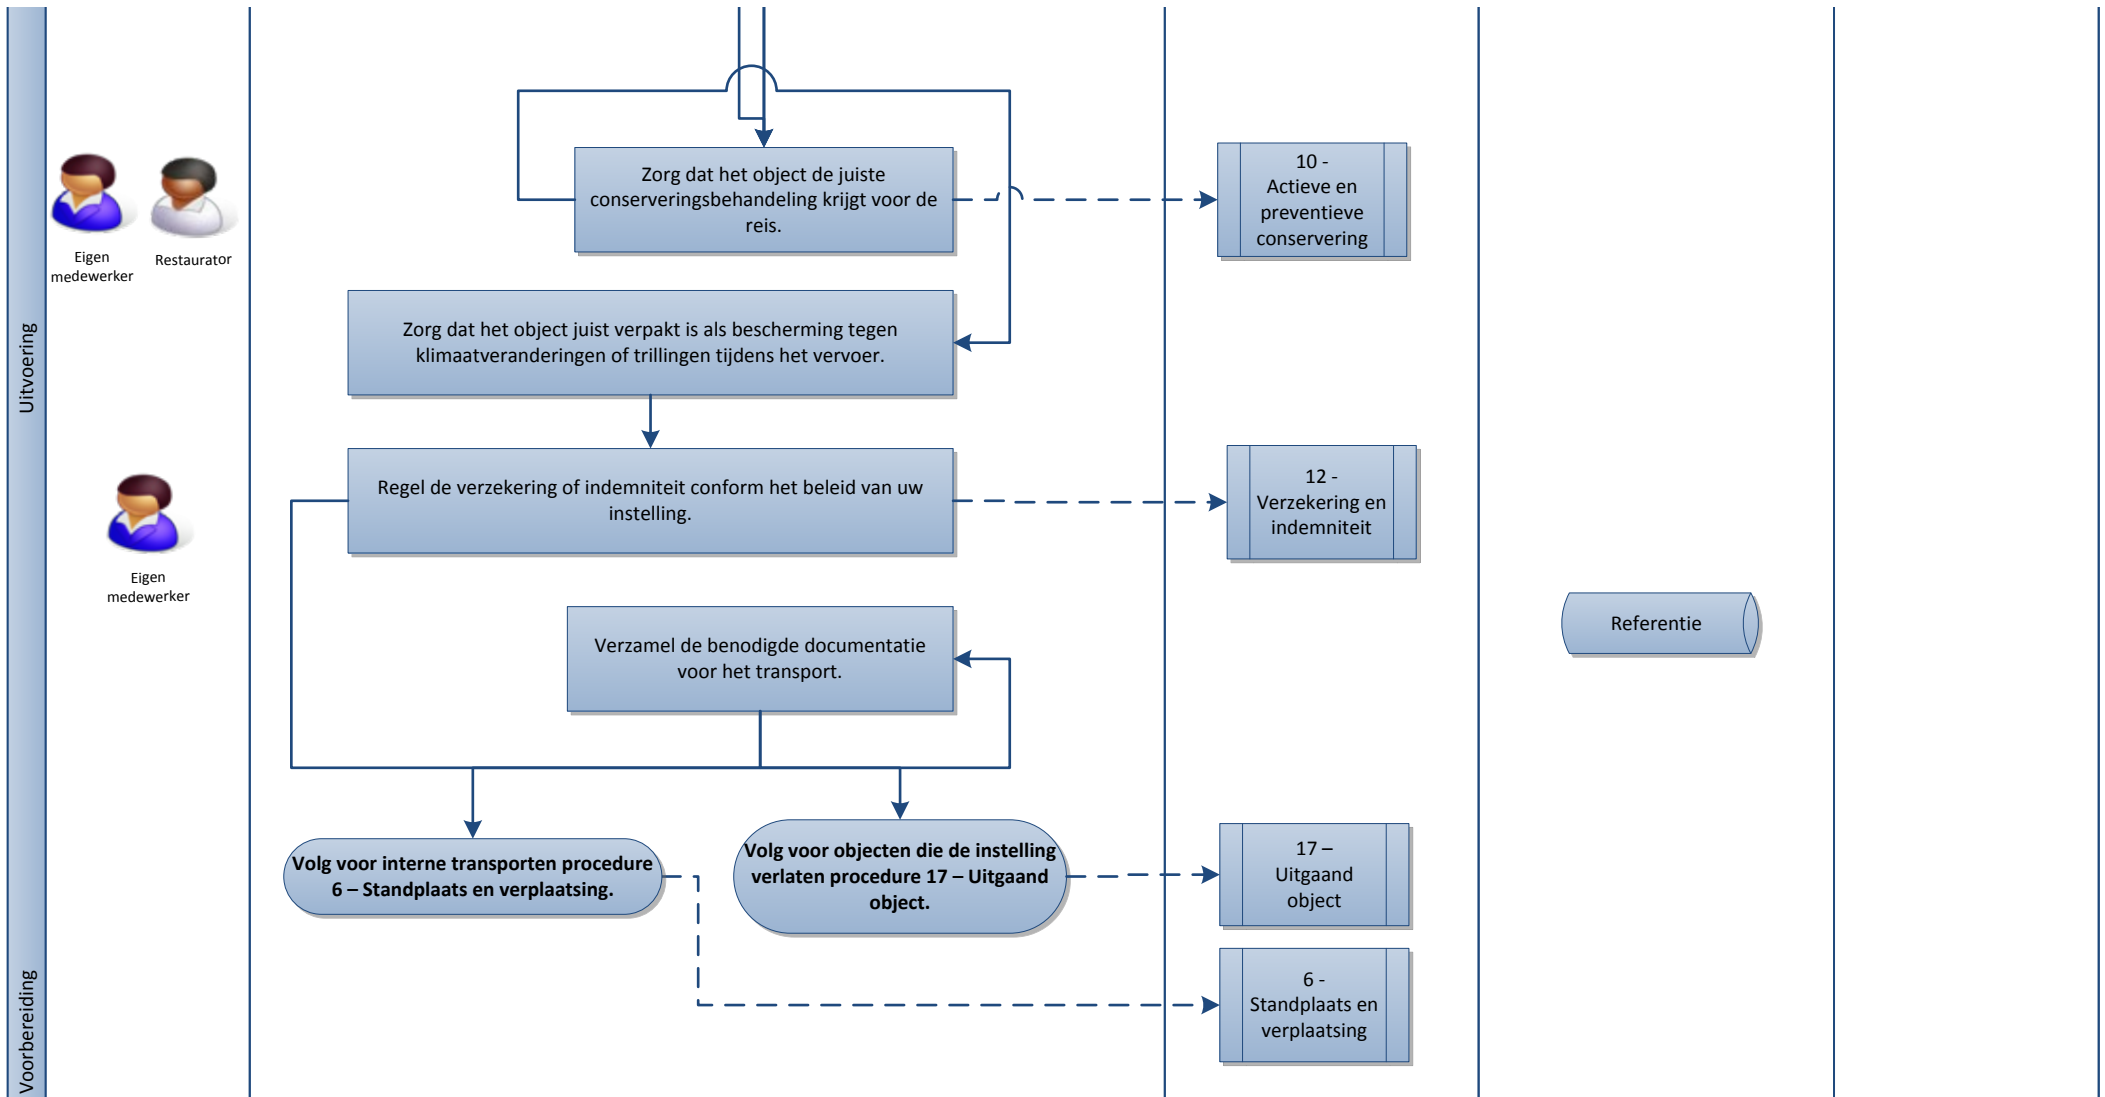 Uitvoering
Voorbereiding
Eigen
medewerker
Restaurator
Zorg dat het object de juiste
conserveringsbehandeling krijgt voor de
reis.
10 -
Actieve en
preventieve
conservering
Zorg dat het object juist verpakt is als bescherming tegen
klimaatveranderingen of trillingen tijdens het vervoer.
Eigen
medewerker
Regel de verzekering of indemniteit conform het beleid van uw
instelling.
12 -
Verzekering en
indemniteit
Verzamel de benodigde documentatie
voor het transport.
Referentie
Volg voor interne transporten procedure
6 – Standplaats en verplaatsing.
Volg voor objecten die de instelling
verlaten procedure 17 – Uitgaand
object.
17 –
Uitgaand
object
6 -
Standplaats en
verplaatsing